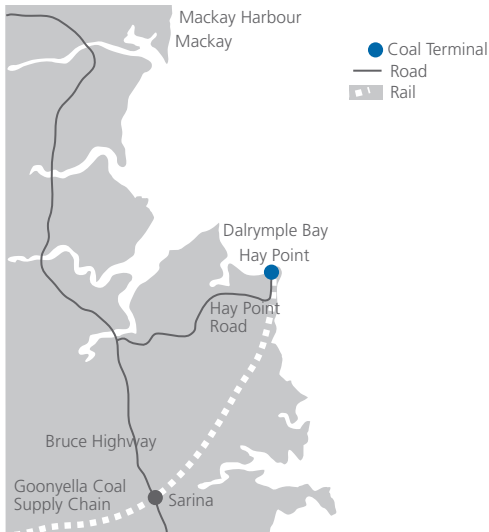 Mackay Harbour
Mackay
Coal Terminal
Road
Rail
Dalrymple Bay
Hay Point
Hay Point
Road
Bruce Highway
Goonyella Coal
Supply Chain
Sarina